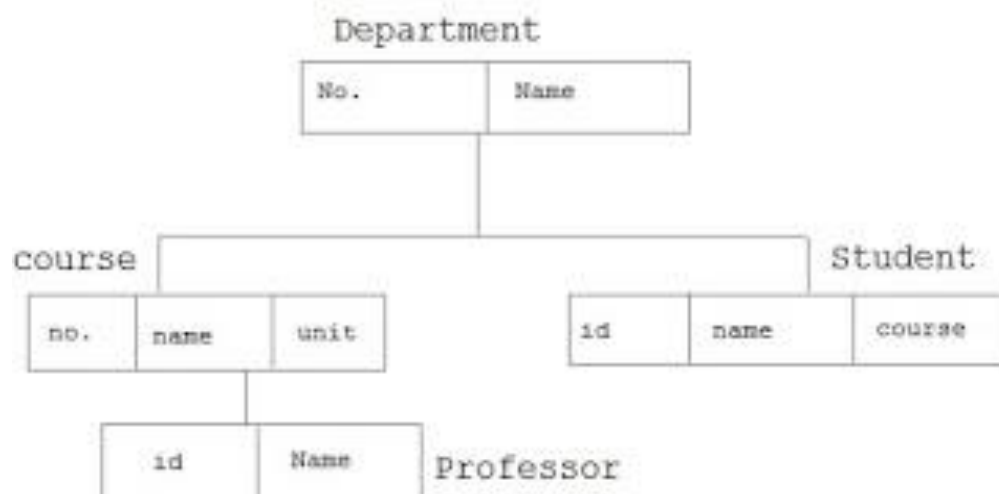 Department
No. Name
course
Student
no. name unit
id name course
id Name
Professor